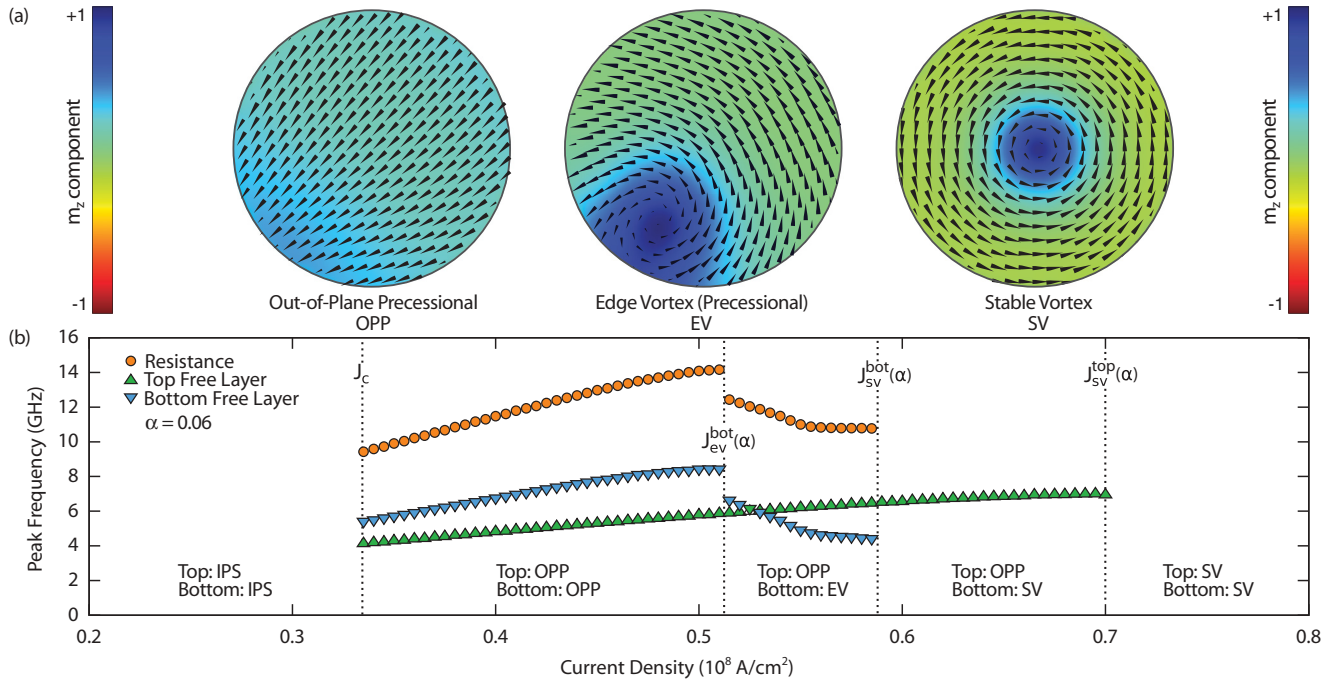 (a)
+1
m_z component
-1
Out-of-Plane Precessional
OPP
Edge Vortex (Precessional)
EV
Stable Vortex
SV
+1
m_z component
-1
(b)
Peak Frequency (GHz)
16
14
12
10
8
6
4
2
0
Resistance
Top Free Layer
Bottom Free Layer
α = 0.06
J_c
J_ev^bot(α)
J_sv^bot(α)
J_sv^top(α)
Top: IPS
Bottom: IPS
Top: OPP
Bottom: OPP
Top: OPP
Bottom: EV
Top: OPP
Bottom: SV
Top: SV
Bottom: SV
0.2 0.3 0.4 0.5 0.6 0.7 0.8
Current Density (10⁸ A/cm²)